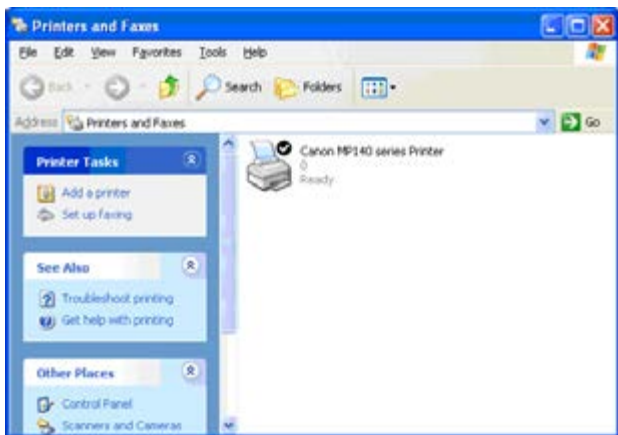 Printers and Faxes
File Edit View Favorites Tools Help
Back Search Folders
Address Printers and Faxes Go
Printer Tasks
Add a printer
Set up faxing
See Also
Troubleshoot printing
Get help with printing
Other Places
Control Panel
Scanners and Cameras
Canon MP140 series Printer
0
Ready